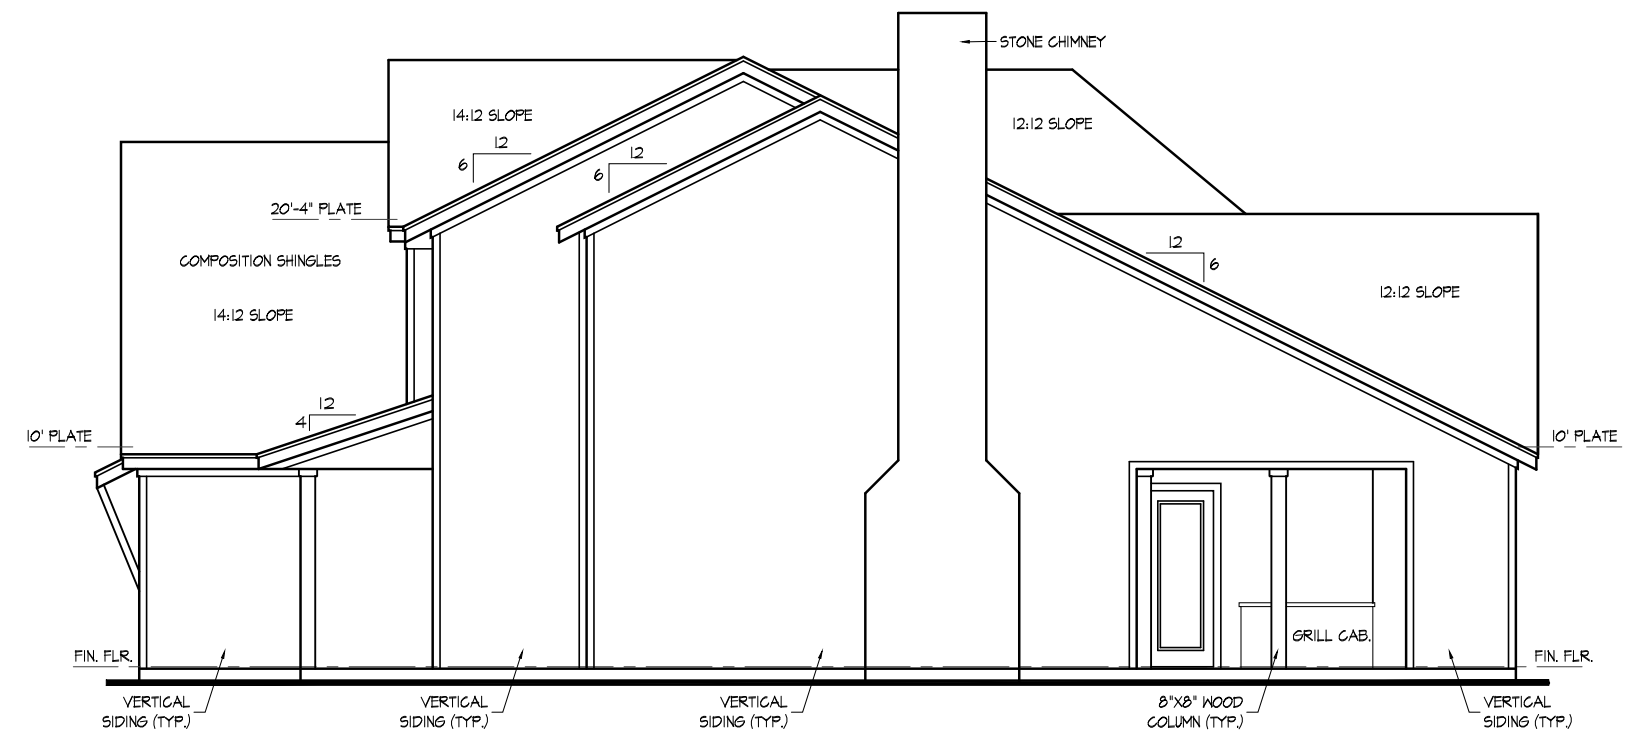 STONE CHIMNEY
14:12 SLOPE
12:12 SLOPE
12
6
12
6
20'-4" PLATE
12
6
COMPOSITION SHINGLES
12:12 SLOPE
14:12 SLOPE
12
4
10' PLATE
10' PLATE
GRILL CAB.
FIN. FLR.
FIN. FLR.
VERTICAL
SIDING (TYP.)
VERTICAL
SIDING (TYP.)
VERTICAL
SIDING (TYP.)
8"X8" WOOD
COLUMN (TYP.)
VERTICAL
SIDING (TYP.)